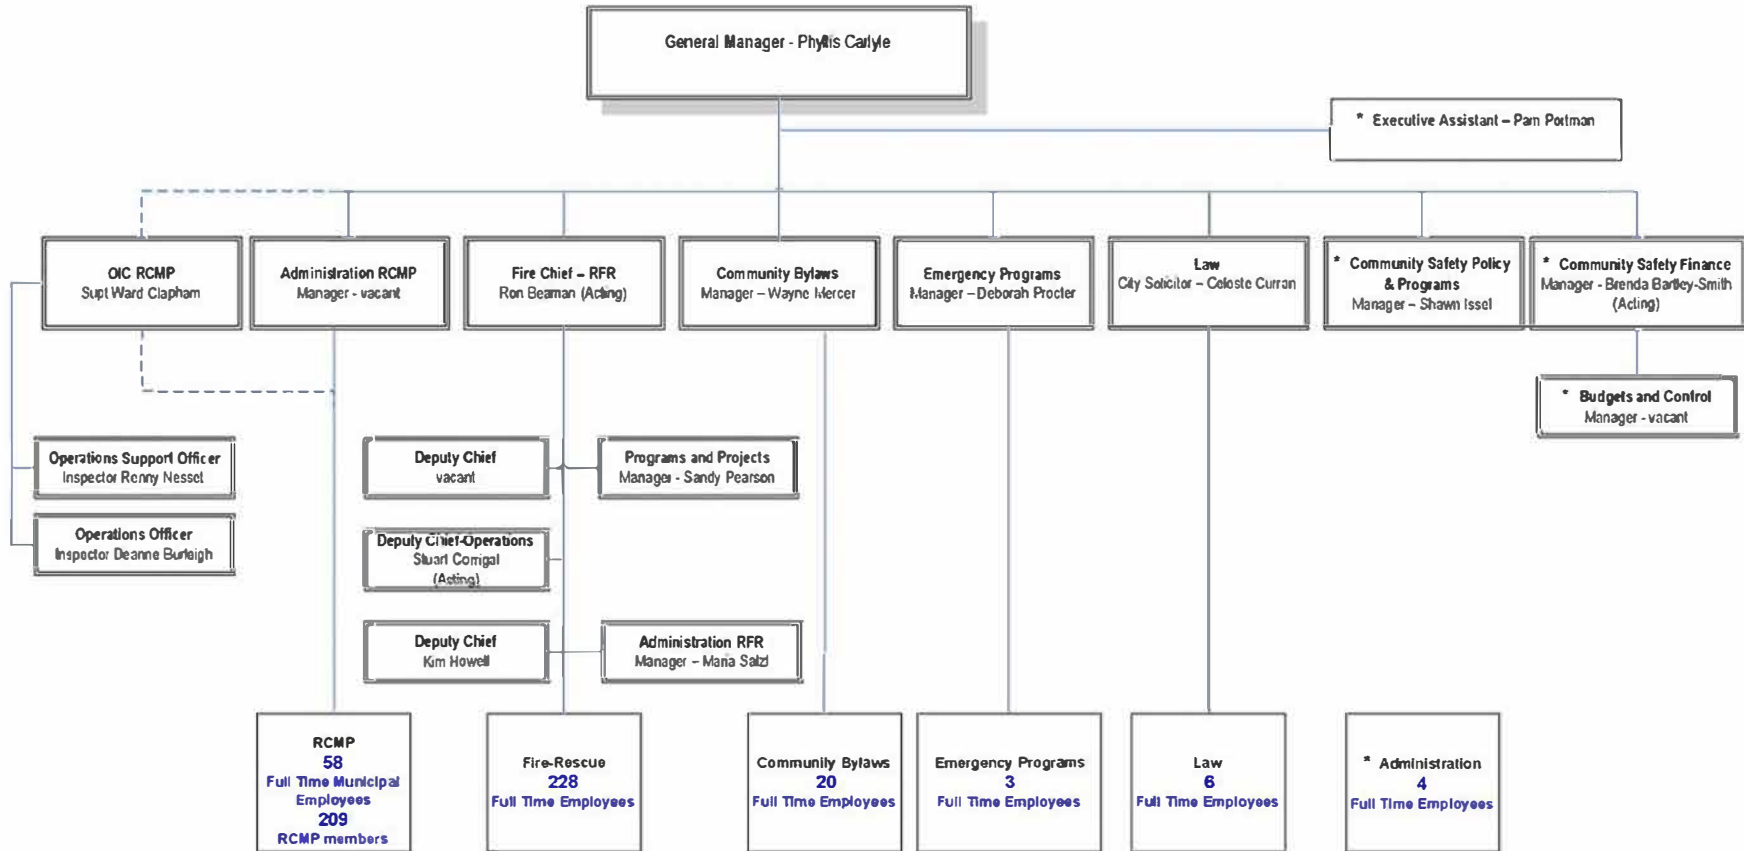 General Manager - Phyllis Carlyle
* Executive Assistant – Pam Portman
OIC RCMP
Supt Ward Clapham
Administration RCMP
Manager - vacant
Fire Chief – RFR
Ron Beaman (Acting)
Community Bylaws
Manager – Wayne Mercer
Emergency Programs
Manager – Deborah Procter
Law
City Solicitor – Celeste Curran
* Community Safety Policy
& Programs
Manager – Shawn Issel
* Community Safety Finance
Manager - Brenda Bartley-Smith
(Acting)
* Budgets and Control
Manager - vacant
Operations Support Officer
Inspector Renny Nesset
Operations Officer
Inspector Deanne Burleigh
Deputy Chief
vacant
Programs and Projects
Manager - Sandy Pearson
Deputy Chief-Operations
Stuart Corrigal
(Acting)
Deputy Chief
Kim Howell
Administration RFR
Manager – Maria Salzl
RCMP
58
Full Time Municipal
Employees
209
RCMP members
Fire-Rescue
228
Full Time Employees
Community Bylaws
20
Full Time Employees
Emergency Programs
3
Full Time Employees
Law
6
Full Time Employees
* Administration
4
Full Time Employees